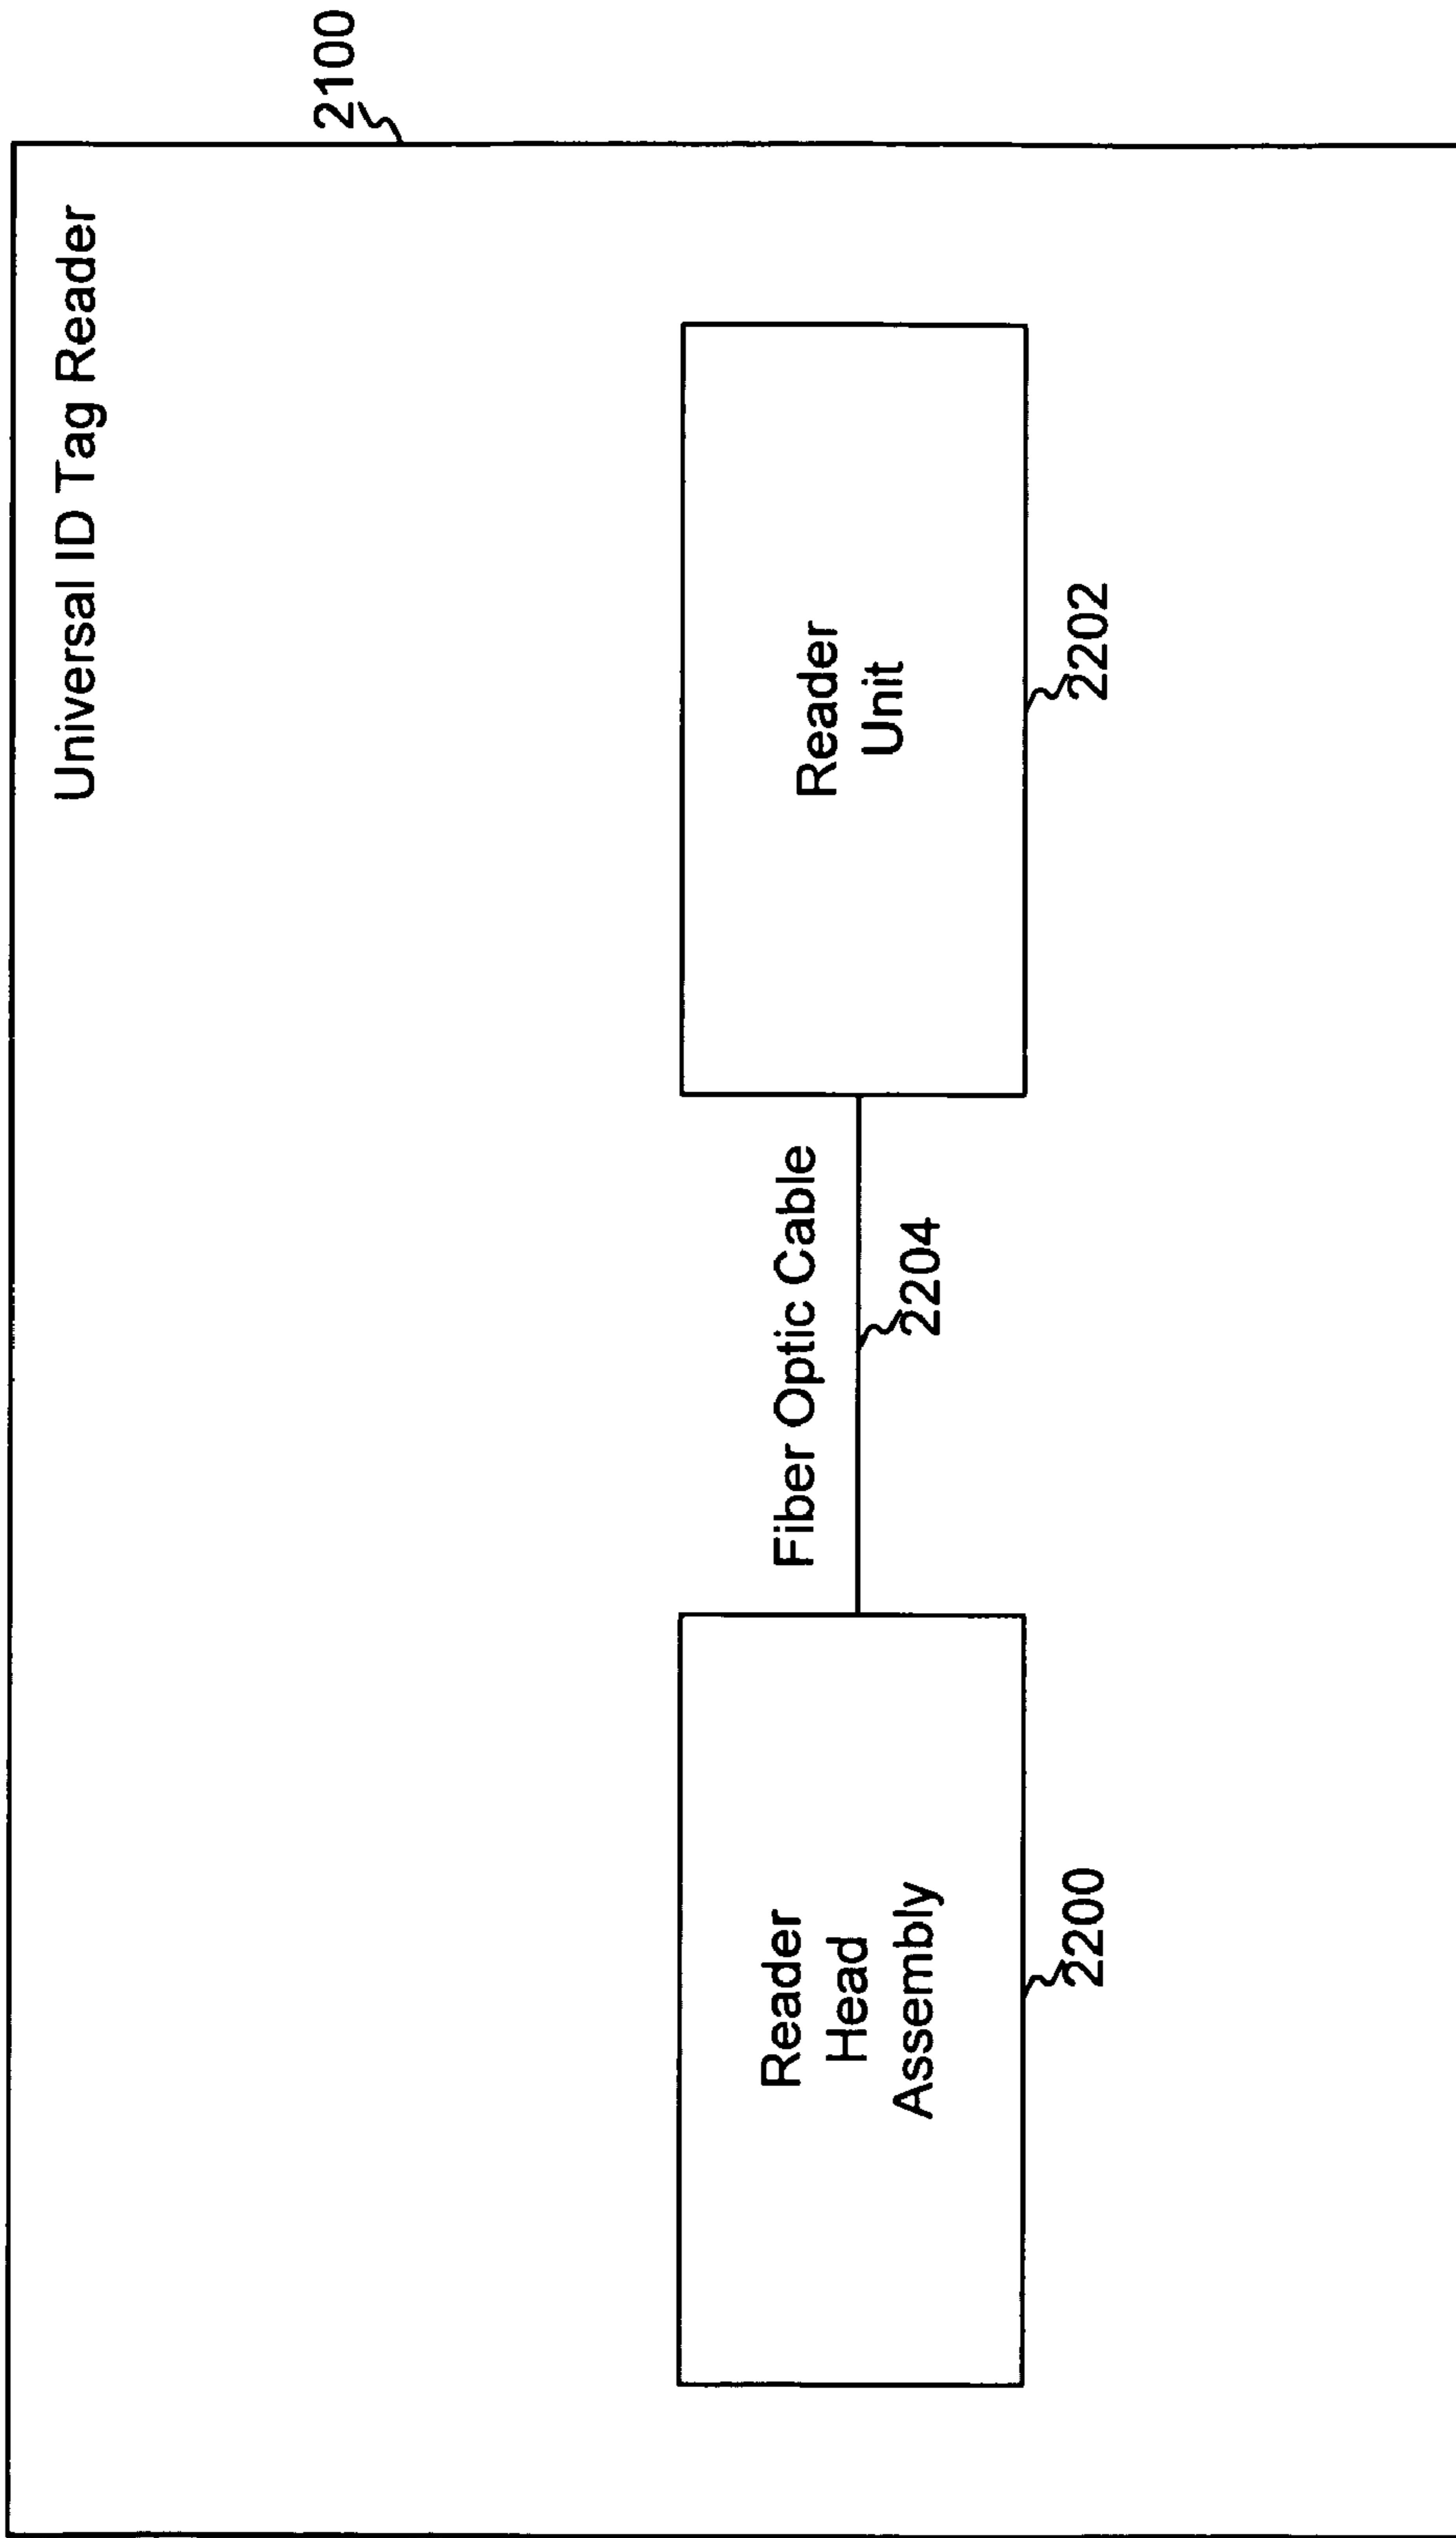 Universal ID Tag Reader
2100
Fiber Optic Cable
2204
Reader
Head
Assembly
2200
Reader
Unit
2202